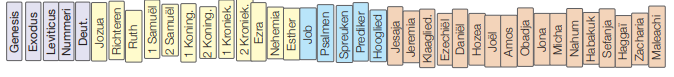 Genesis
Exodus
Leviticus
Nummeri
Deut.
Jozua
Richteren
Ruth
1 Samuël
2 Samuël
1 Koning.
2 Koning.
1 Kroniek.
2 Kroniek.
Ezra
Nehemia
Esther
Job
Psalmen
Spreuken
Prediker
Hooglied
Jesaja
Jeremia
Klaaglied.
Ezechiël
Daniël
Hozea
Joël
Amos
Obadja
Jona
Micha
Nahum
Habakuk
Sefanja
Haggaï
Zacharia
Maleachi